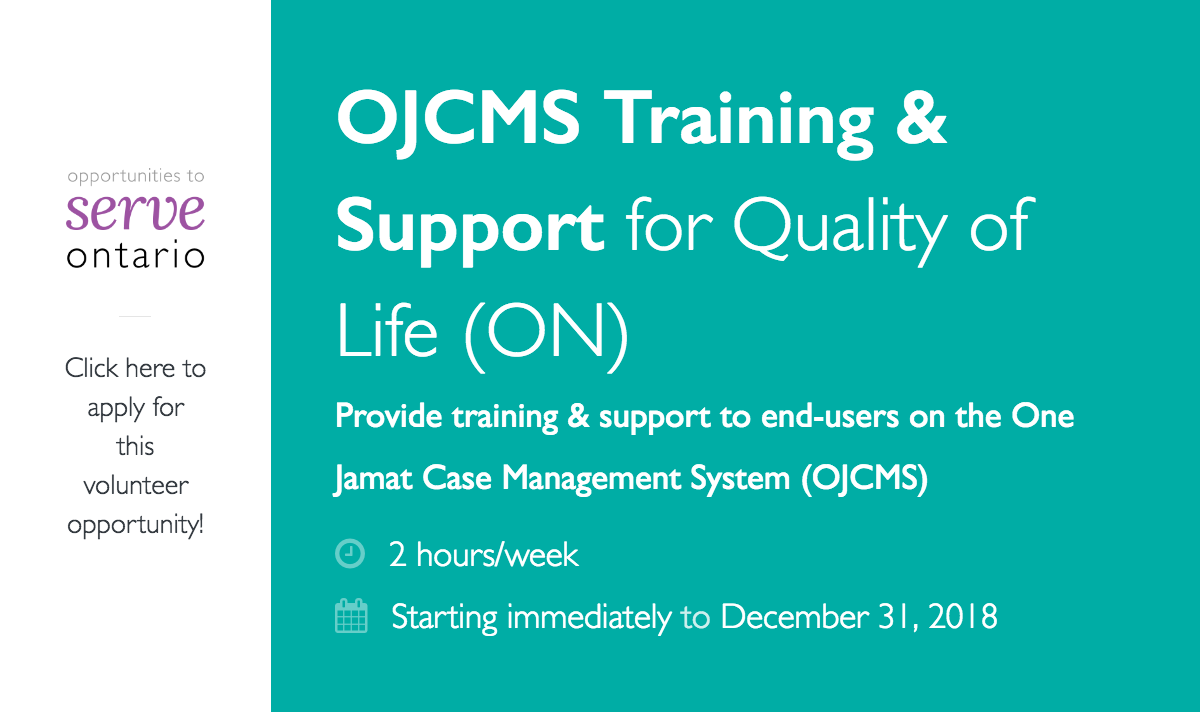 opportunities to
serve
ontario
Click here to
apply for
this
volunteer
opportunity!
OJCMS Training &
Support for Quality of
Life (ON)
Provide training & support to end-users on the One
Jamat Case Management System (OJCMS)
2 hours/week
Starting immediately to December 31, 2018